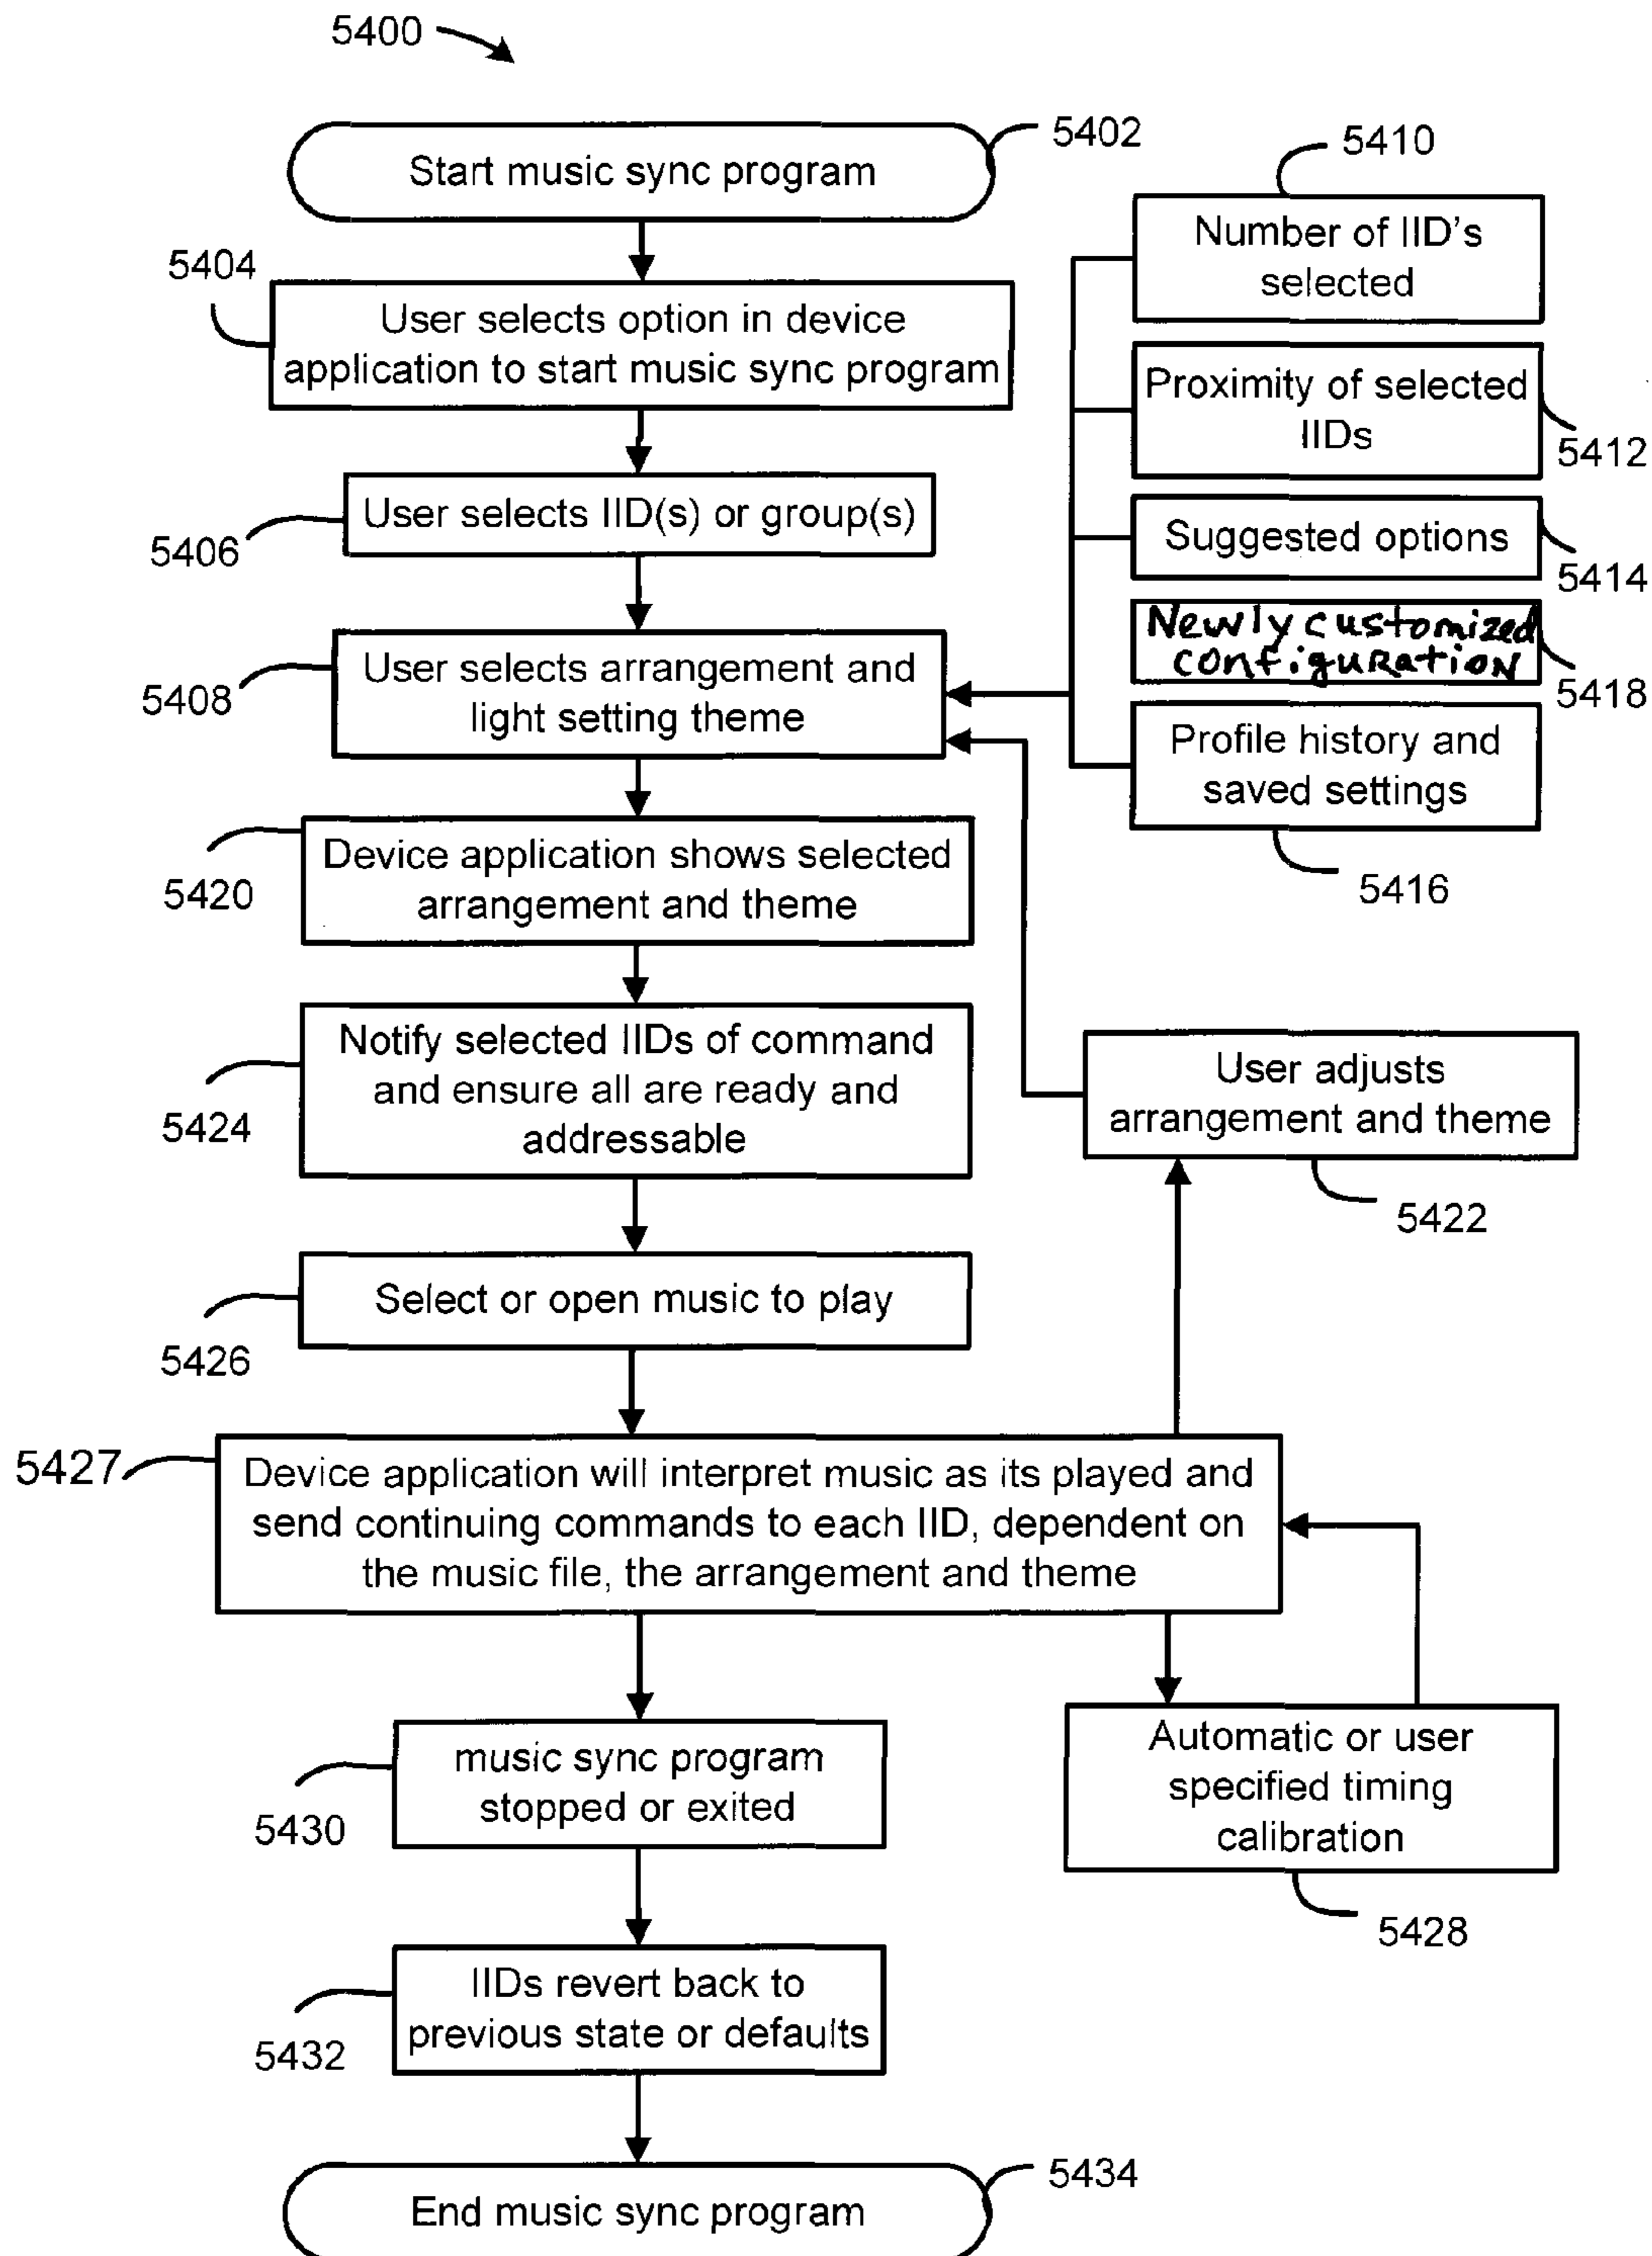 5400
Start music sync program
5402
5404
User selects option in device
application to start music sync program
User selects IID(s) or group(s)
5406
User selects arrangement and
light setting theme
5408
5410
Number of IID's
selected
Proximity of selected
IIDs
5412
Suggested options
5414
Newly customized
configuration
5418
Profile history and
saved settings
5416
Device application shows selected
arrangement and theme
5420
Notify selected IIDs of command
and ensure all are ready and
addressable
5424
User adjusts
arrangement and theme
5422
Select or open music to play
5426
5427
Device application will interpret music as its played and
send continuing commands to each IID, dependent on
the music file, the arrangement and theme
music sync program
stopped or exited
5430
Automatic or user
specified timing
calibration
5428
IIDs revert back to
previous state or defaults
5432
5434
End music sync program